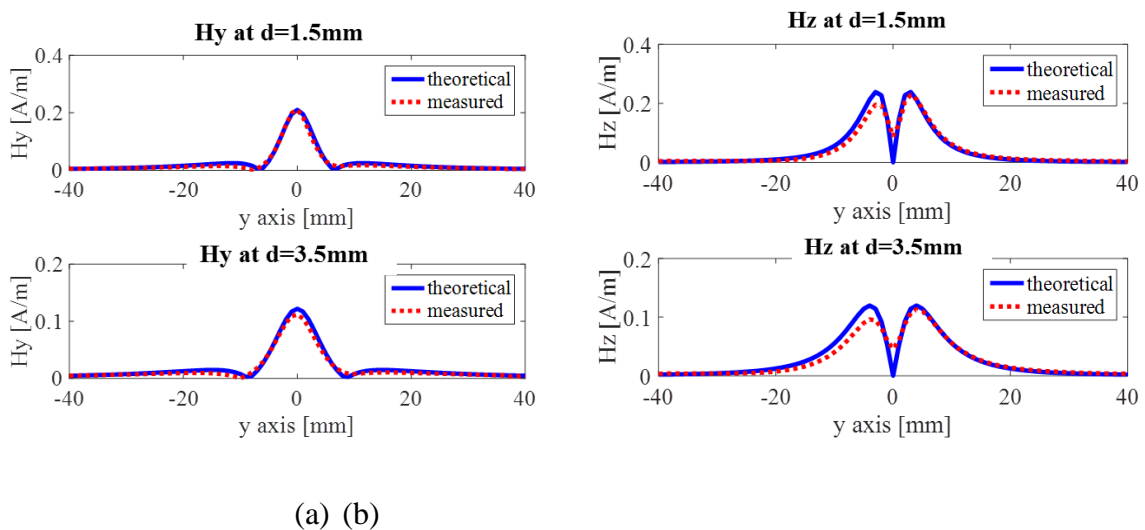 Hy at d=1.5mm
0.4
0.2
0
Hy [A/m]
theoretical
measured
-40 -20 0 20 40
y axis [mm]
Hz at d=1.5mm
0.4
0.2
0
Hz [A/m]
theoretical
measured
-40 -20 0 20 40
y axis [mm]
Hy at d=3.5mm
0.2
0.1
0
Hy [A/m]
theoretical
measured
-40 -20 0 20 40
y axis [mm]
Hz at d=3.5mm
0.2
0.1
0
Hz [A/m]
theoretical
measured
-40 -20 0 20 40
y axis [mm]
(a) (b)